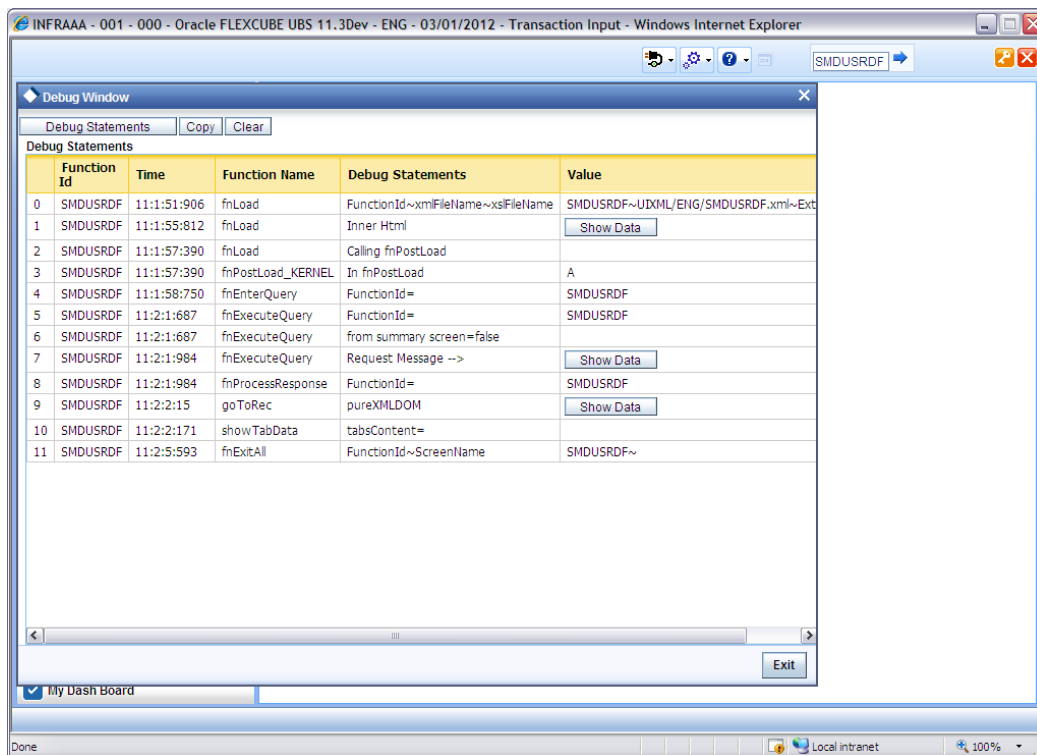 INFRAAA - 001 - 000 - Oracle FLEXCUBE UBS 11.3Dev - ENG - 03/01/2012 - Transaction Input - Windows Internet Explorer
SMDUSRDF
Debug Window
Debug Statements Copy Clear
Debug Statements
Function Id Time Function Name Debug Statements Value
0 SMDUSRDF 11:1:51:906 fnLoad FunctionId~xmlFileName~xslFileName SMDUSRDF~UIXML/ENG/SMDUSRDF.xml~Ext
1 SMDUSRDF 11:1:55:812 fnLoad Inner Html Show Data
2 SMDUSRDF 11:1:57:390 fnLoad Calling fnPostLoad
3 SMDUSRDF 11:1:57:390 fnPostLoad_KERNEL In fnPostLoad A
4 SMDUSRDF 11:1:58:750 fnEnterQuery FunctionId= SMDUSRDF
5 SMDUSRDF 11:2:1:687 fnExecuteQuery FunctionId= SMDUSRDF
6 SMDUSRDF 11:2:1:687 fnExecuteQuery from summary screen=false
7 SMDUSRDF 11:2:1:984 fnExecuteQuery Request Message --> Show Data
8 SMDUSRDF 11:2:1:984 fnProcessResponse FunctionId= SMDUSRDF
9 SMDUSRDF 11:2:2:15 goToRec pureXMLDOM Show Data
10 SMDUSRDF 11:2:2:171 showTabData tabsContent=
11 SMDUSRDF 11:2:5:593 fnExitAll FunctionId~ScreenName SMDUSRDF~
Exit
My Dash Board
Done Local intranet 100%